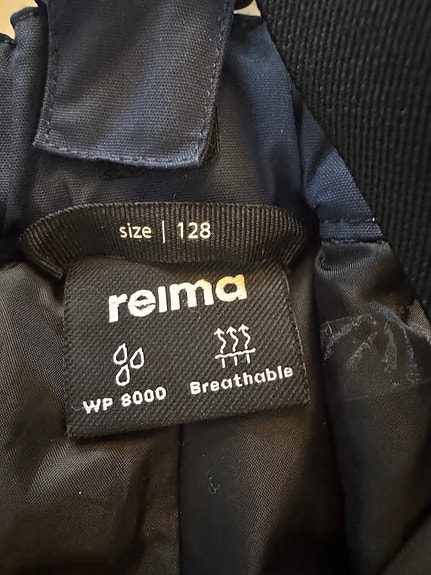 size | 128
reima
WP 8000
Breathable